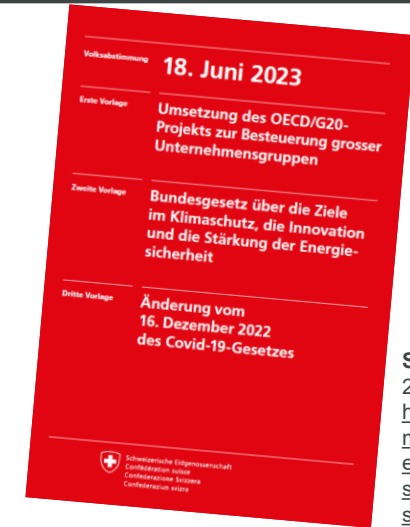 Volksabstimmung
18. Juni 2023
Erste Vorlage
Umsetzung des OECD/G20-
Projekts zur Besteuerung grosser
Unternehmensgruppen
Zweite Vorlage
Bundesgesetz über die Ziele
im Klimaschutz, die Innovation
und die Stärkung der Energie-
sicherheit
Dritte Vorlage
Änderung vom
16. Dezember 2022
des Covid-19-Gesetzes
Schweizerische Eidgenossenschaft
Confédération suisse
Confederazione Svizzera
Confederaziun svizra